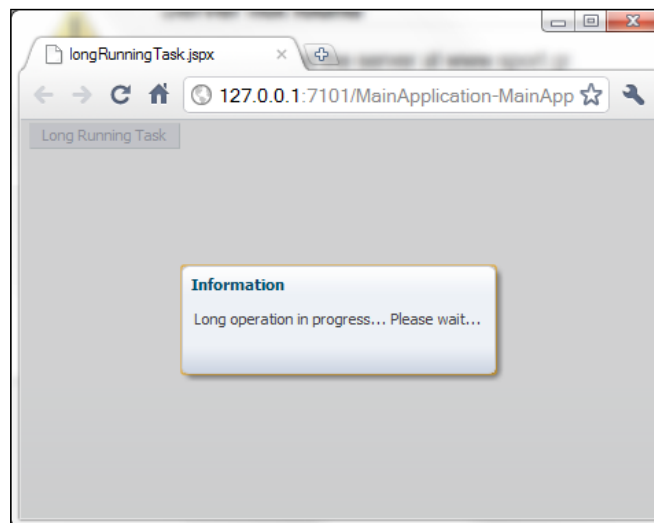 longRunningTask.jspx
127.0.0.1:7101/MainApplication-MainApp
Long Running Task
Information
Long operation in progress... Please wait...